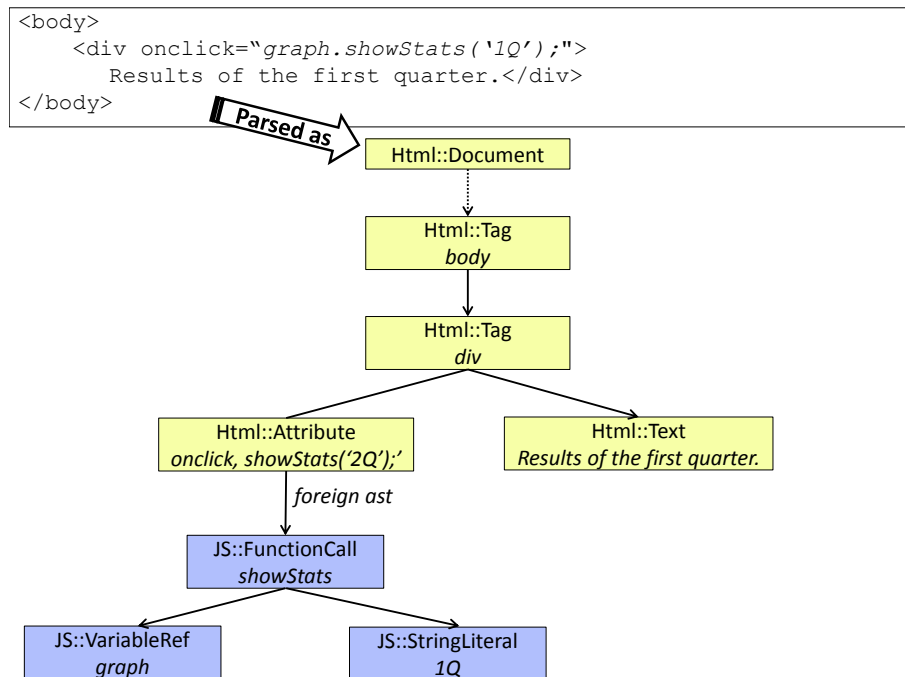 <body>
<div onclick=“graph.showStats(‘1Q’);">
Results of the first quarter.</div>
</body>
Parsed as
Html::Document
Html::Tag
body
Html::Tag
div
Html::Attribute
onclick, showStats(‘2Q’);’
Html::Text
Results of the first quarter.
foreign ast
JS::FunctionCall
showStats
JS::VariableRef
graph
JS::StringLiteral
1Q